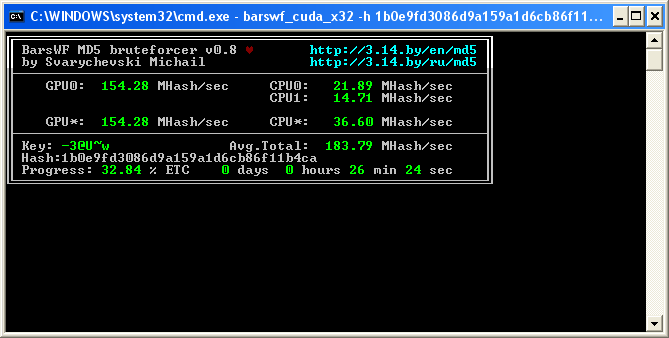 C:\WINDOWS\system32\cmd.exe - barswf_cuda_x32 -h 1b0e9fd3086d9a159a1d6cb86f11...
BarsWF MD5 bruteforcer v0.8 ♥ http://3.14.by/en/md5
by Svarychevski Michail http://3.14.by/ru/md5
GPU0: 154.28 MHash/sec CPU0: 21.89 MHash/sec
CPU1: 14.71 MHash/sec
GPU*: 154.28 MHash/sec CPU*: 36.60 MHash/sec
Key: -3@U~w Avg.Total: 183.79 MHash/sec
Hash:1b0e9fd3086d9a159a1d6cb86f11b4ca
Progress: 32.84 % ETC 0 days 0 hours 26 min 24 sec